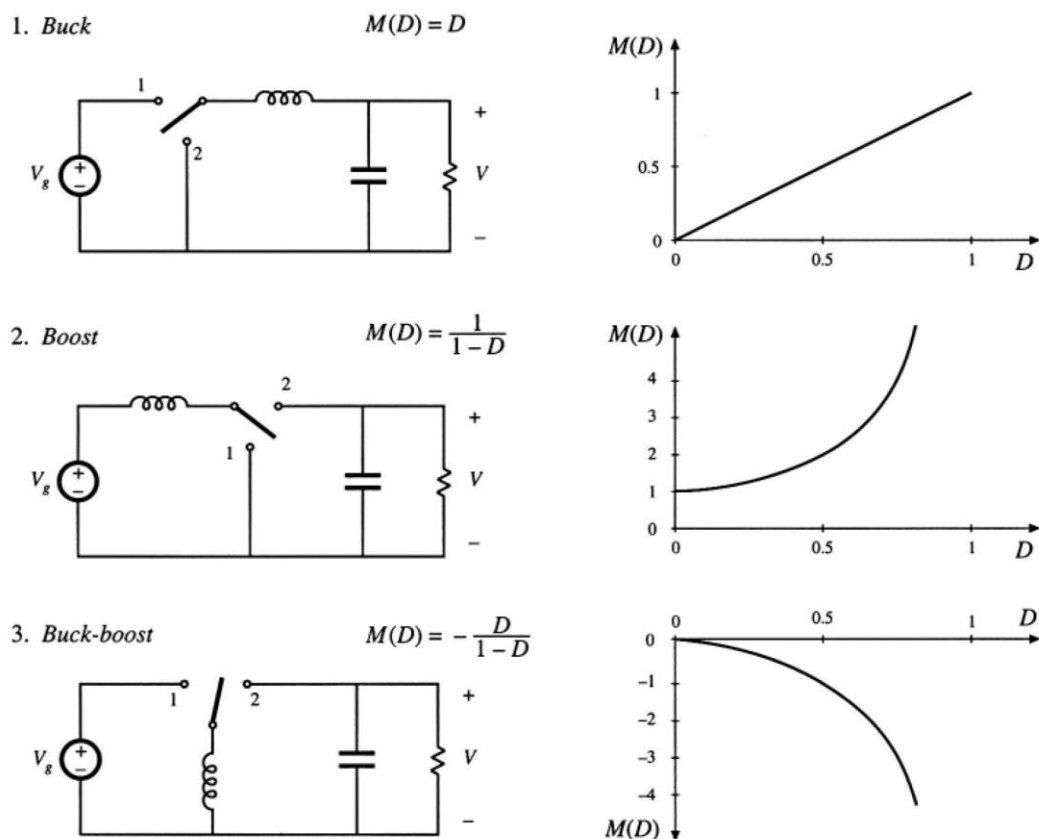 1. Buck
M(D) = D
1
2
+
−
V_g
+
V
−
M(D)
1
0.5
0
0
0.5
1
D
2. Boost
M(D) = \frac{1}{1 − D}
2
1
+
−
V_g
+
V
−
M(D)
4
3
2
1
0
0
0.5
1
D
3. Buck-boost
M(D) = − \frac{D}{1 − D}
1
2
+
−
V_g
+
V
−
0.5
1
D
0
0
−1
−2
−3
−4
M(D)